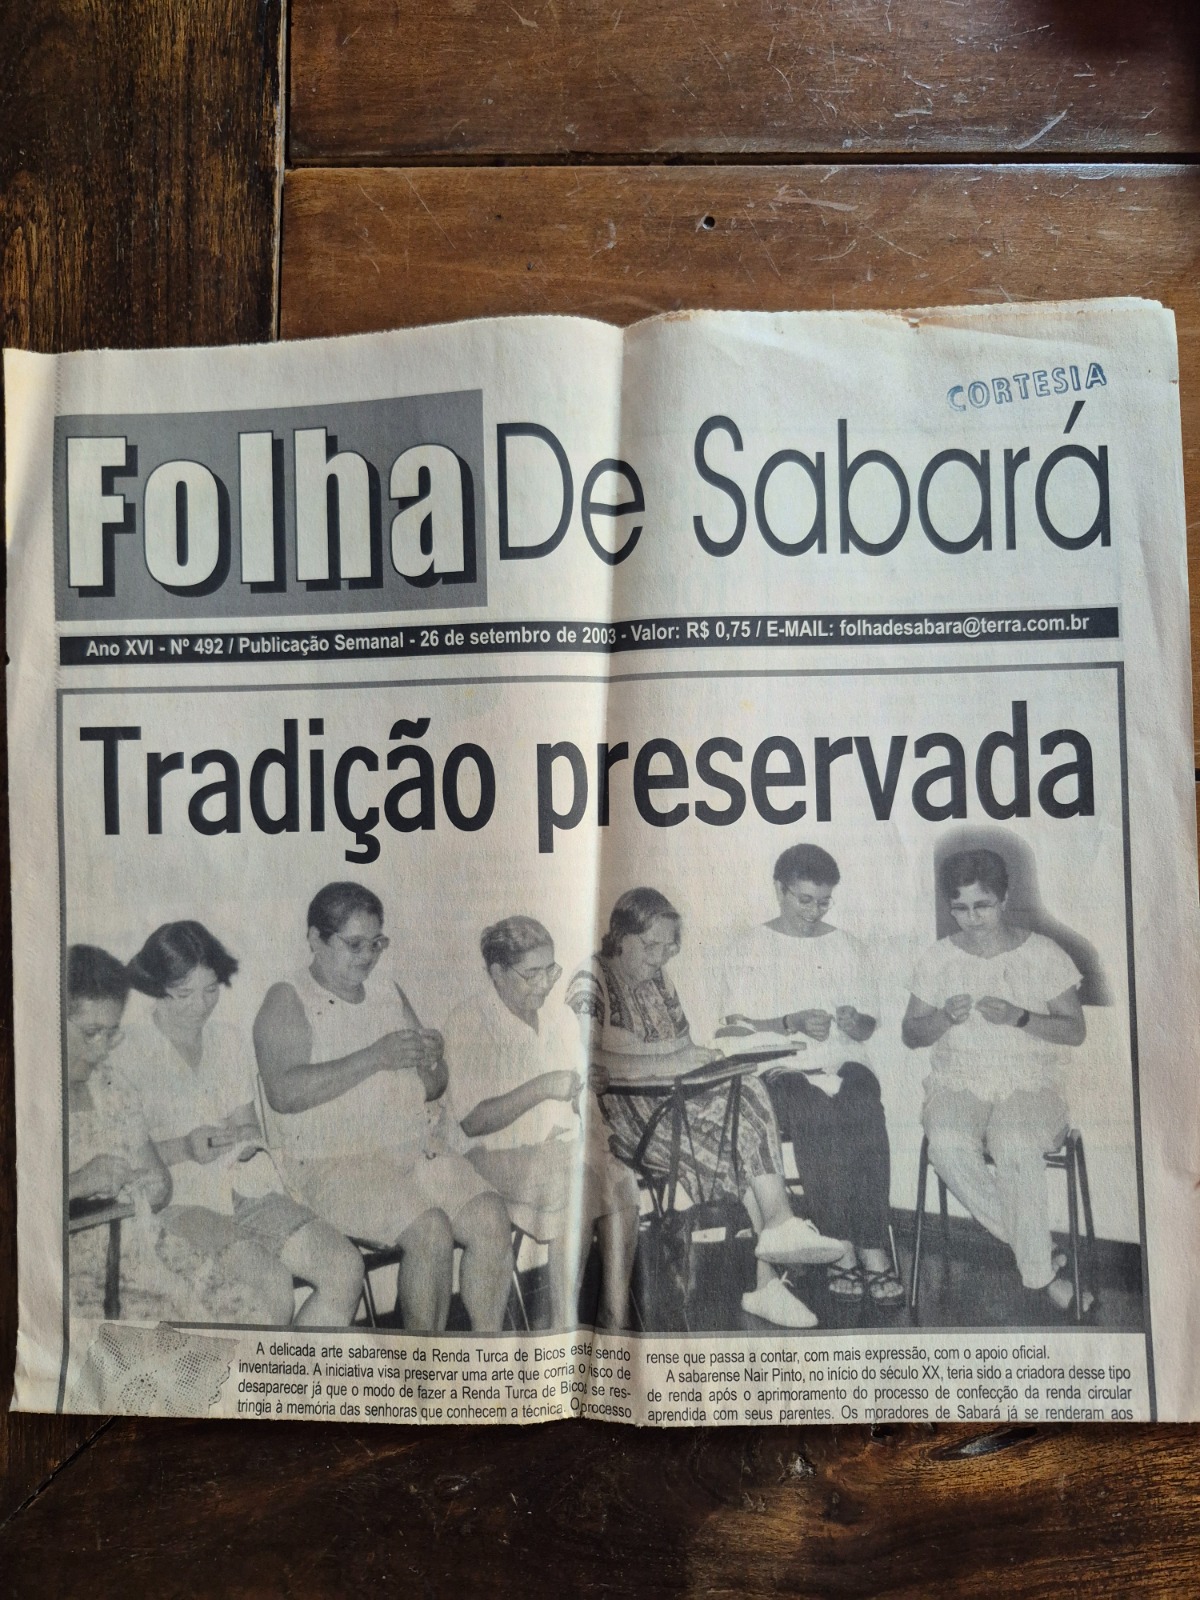 CORTESIA
Folha De Sabará
Ano XVI - Nº 492 / Publicação Semanal - 26 de setembro de 2003 - Valor: R$ 0,75 / E-MAIL: folhadesabara@terra.com.br
Tradição preservada
A delicada arte sabarense da Renda Turca de Bicos está sendo
inventariada. A iniciativa visa preservar uma arte que corria o risco de
desaparecer já que o modo de fazer a Renda Turca de Bicos se res-
tringia à memória das senhoras que conhecem a técnica. O processo
rense que passa a contar, com mais expressão, com o apoio oficial.
A sabarense Nair Pinto, no início do século XX, teria sido a criadora desse tipo
de renda após o aprimoramento do processo de confecção da renda circular
aprendida com seus parentes. Os moradores de Sabará já se renderam aos